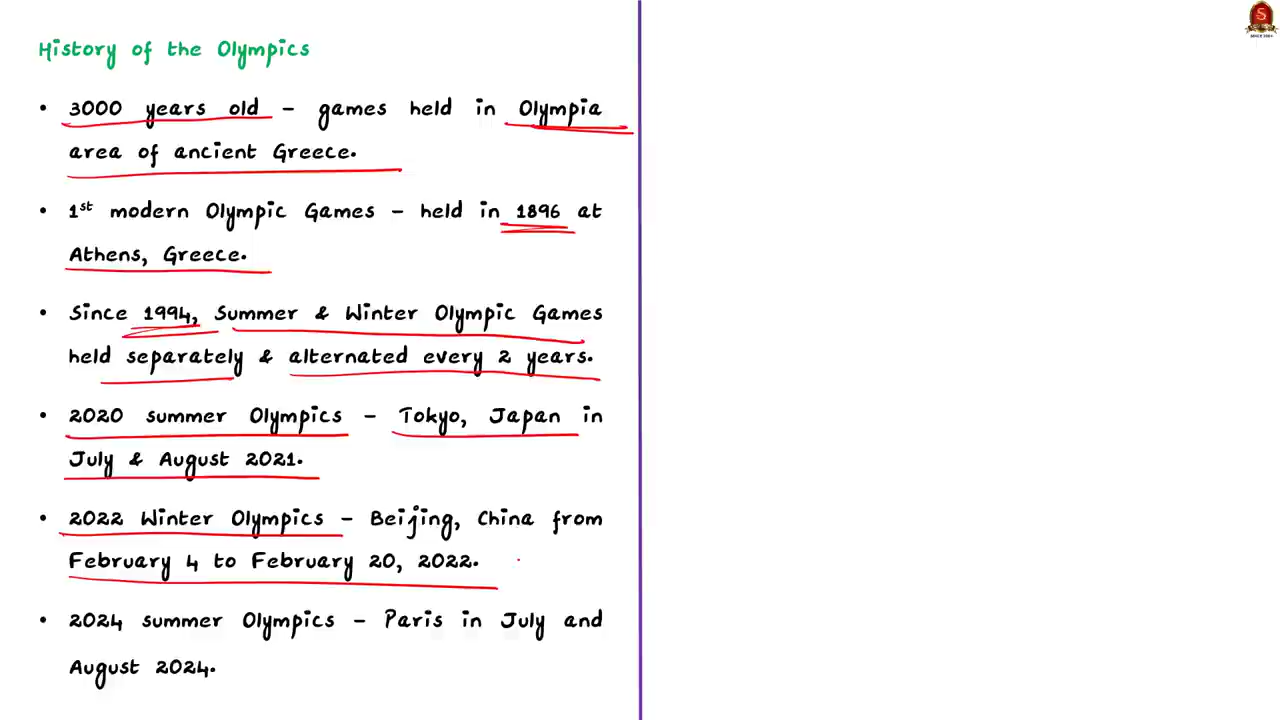 History of the Olympics
• 3000 years old – games held in Olympia
area of ancient Greece.
• 1st modern Olympic Games – held in 1896 at
Athens, Greece.
• Since 1994, Summer & Winter Olympic Games
held separately & alternated every 2 years.
• 2020 summer Olympics – Tokyo, Japan in
July & August 2021.
• 2022 Winter Olympics – Beijing, China from
February 4 to February 20, 2022.
• 2024 summer Olympics – Paris in July and
August 2024.
S
SINCE 2004